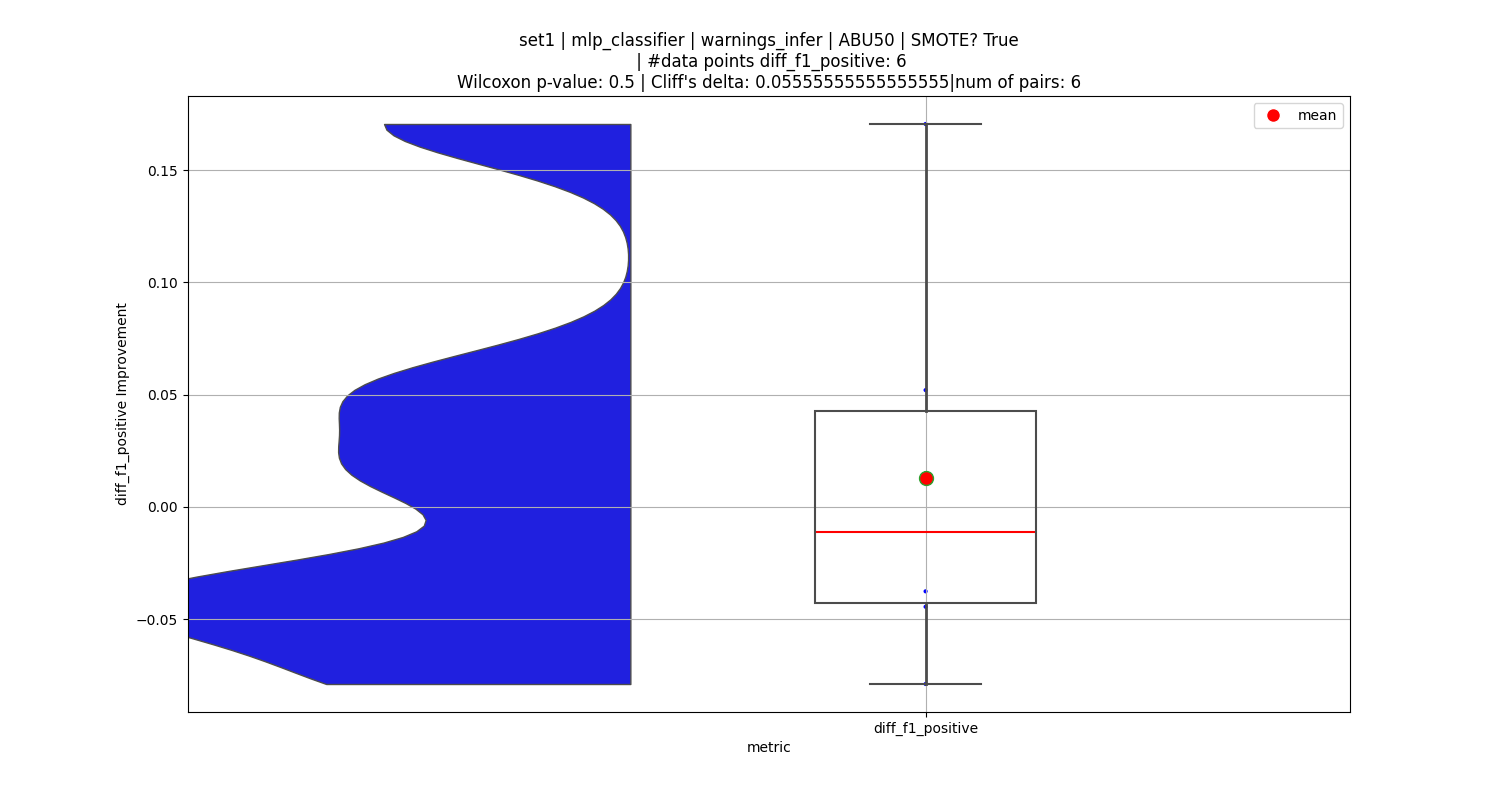 set1 | mlp_classifier | warnings_infer | ABU50 | SMOTE? True
| #data points diff_f1_positive: 6
Wilcoxon p-value: 0.5 | Cliff's delta: 0.05555555555555555|num of pairs: 6
mean
0.15
0.10
0.05
0.00
−0.05
diff_f1_positive Improvement
diff_f1_positive
metric